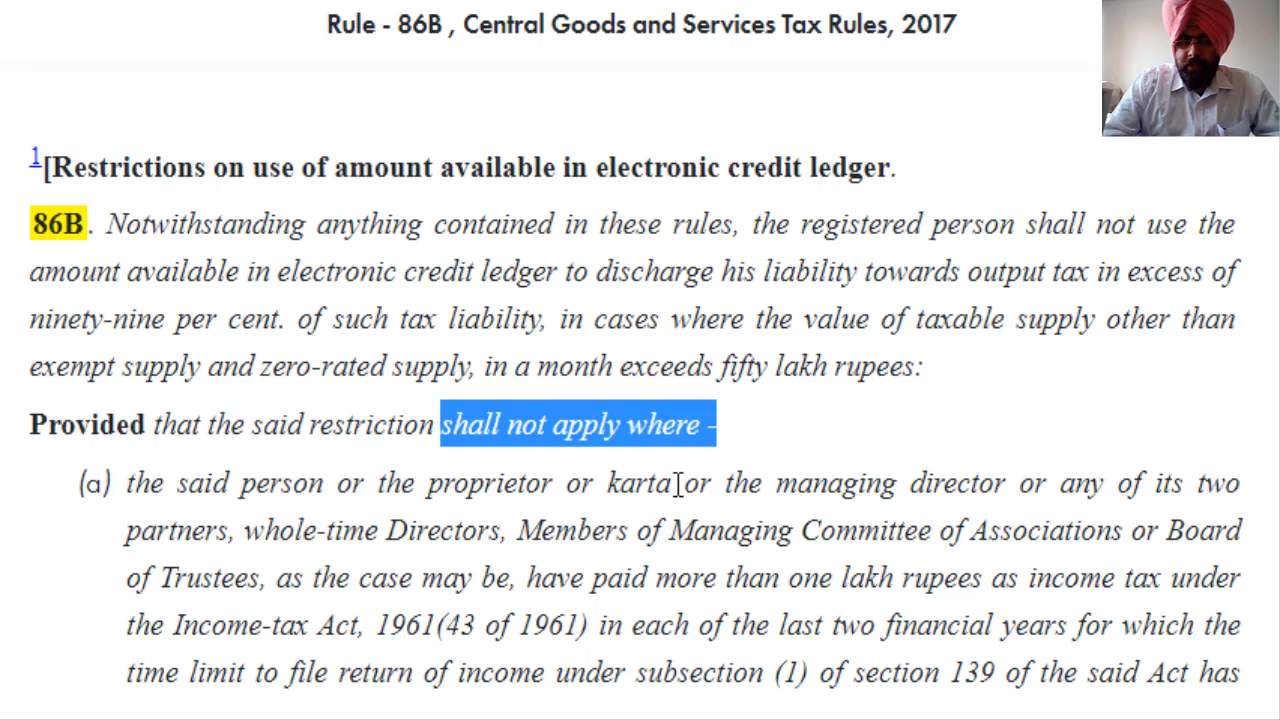 Rule - 86B , Central Goods and Services Tax Rules, 2017
1[Restrictions on use of amount available in electronic credit ledger.
86B. Notwithstanding anything contained in these rules, the registered person shall not use the
amount available in electronic credit ledger to discharge his liability towards output tax in excess of
ninety-nine per cent. of such tax liability, in cases where the value of taxable supply other than
exempt supply and zero-rated supply, in a month exceeds fifty lakh rupees:
Provided that the said restriction shall not apply where -
(a) the said person or the proprietor or karta or the managing director or any of its two
partners, whole-time Directors, Members of Managing Committee of Associations or Board
of Trustees, as the case may be, have paid more than one lakh rupees as income tax under
the Income-tax Act, 1961(43 of 1961) in each of the last two financial years for which the
time limit to file return of income under subsection (1) of section 139 of the said Act has